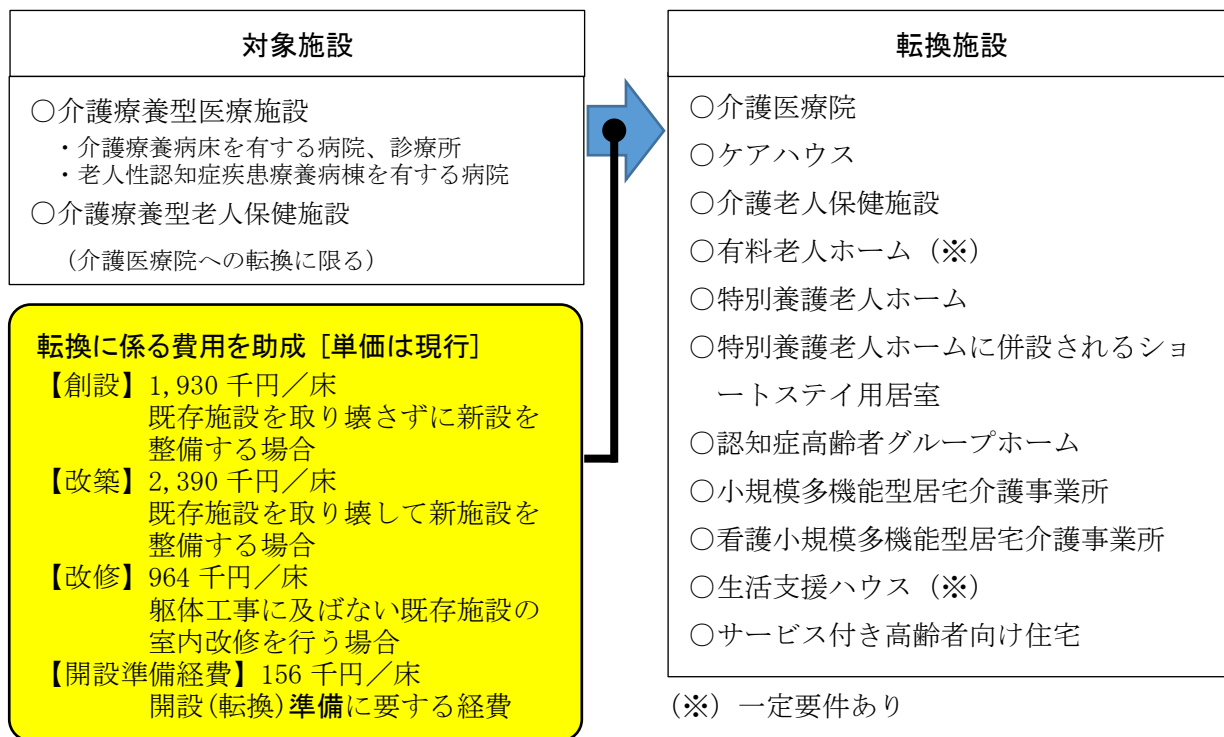 対象施設
○介護療養型医療施設
・介護療養病床を有する病院、診療所
・老人性認知症疾患療養病棟を有する病院
○介護療養型老人保健施設
(介護医療院への転換に限る)
転換に係る費用を助成［単価は現行］
【創設】1,930 千円／床
既存施設を取り壊さずに新設を
整備する場合
【改築】2,390 千円／床
既存施設を取り壊して新施設を
整備する場合
【改修】964 千円／床
躯体工事に及ばない既存施設の
室内改修を行う場合
【開設準備経費】156 千円／床
開設(転換)準備に要する経費
転換施設
○介護医療院
○ケアハウス
○介護老人保健施設
○有料老人ホーム（※）
○特別養護老人ホーム
○特別養護老人ホームに併設されるショ
ートステイ用居室
○認知症高齢者グループホーム
○小規模多機能型居宅介護事業所
○看護小規模多機能型居宅介護事業所
○生活支援ハウス（※）
○サービス付き高齢者向け住宅
（※）一定要件あり